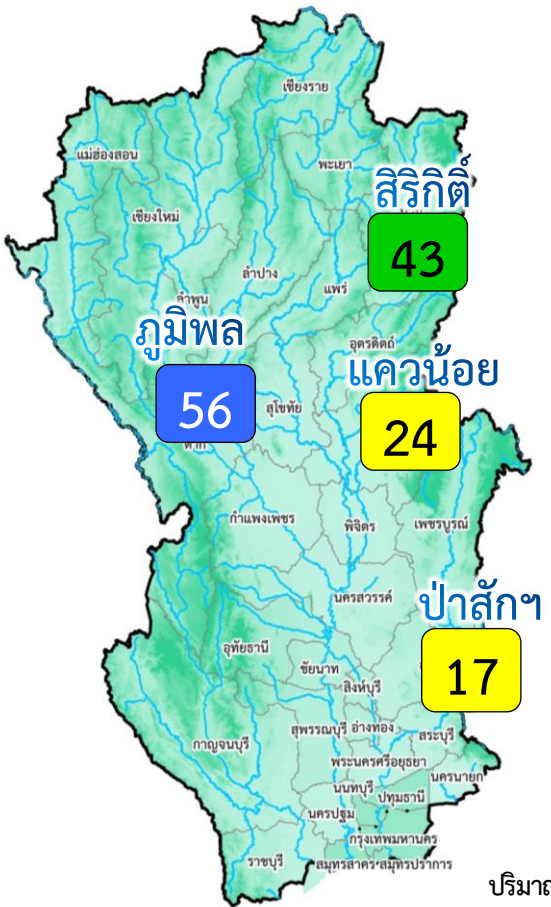 เชียงราย
แม่ฮ่องสอน
พะเยา
สิริกิติ์
เชียงใหม่
43
ลำปาง
แพร่
ลำพูน
ภูมิพล
อุตรดิตถ์
แควน้อย
56
สุโขทัย
24
ตาก
กำแพงเพชร
พิจิตร
เพชรบูรณ์
นครสวรรค์
ป่าสักฯ
อุทัยธานี
ชัยนาท
17
สิงห์บุรี
สุพรรณบุรี อ่างทอง
สระบุรี
กาญจนบุรี
พระนครศรีอยุธยา
นครนายก
นนทบุรี
ปทุมธานี
นครปฐม
กรุงเทพมหานคร
ราชบุรี
สมุทรสาคร สมุทรปราการ